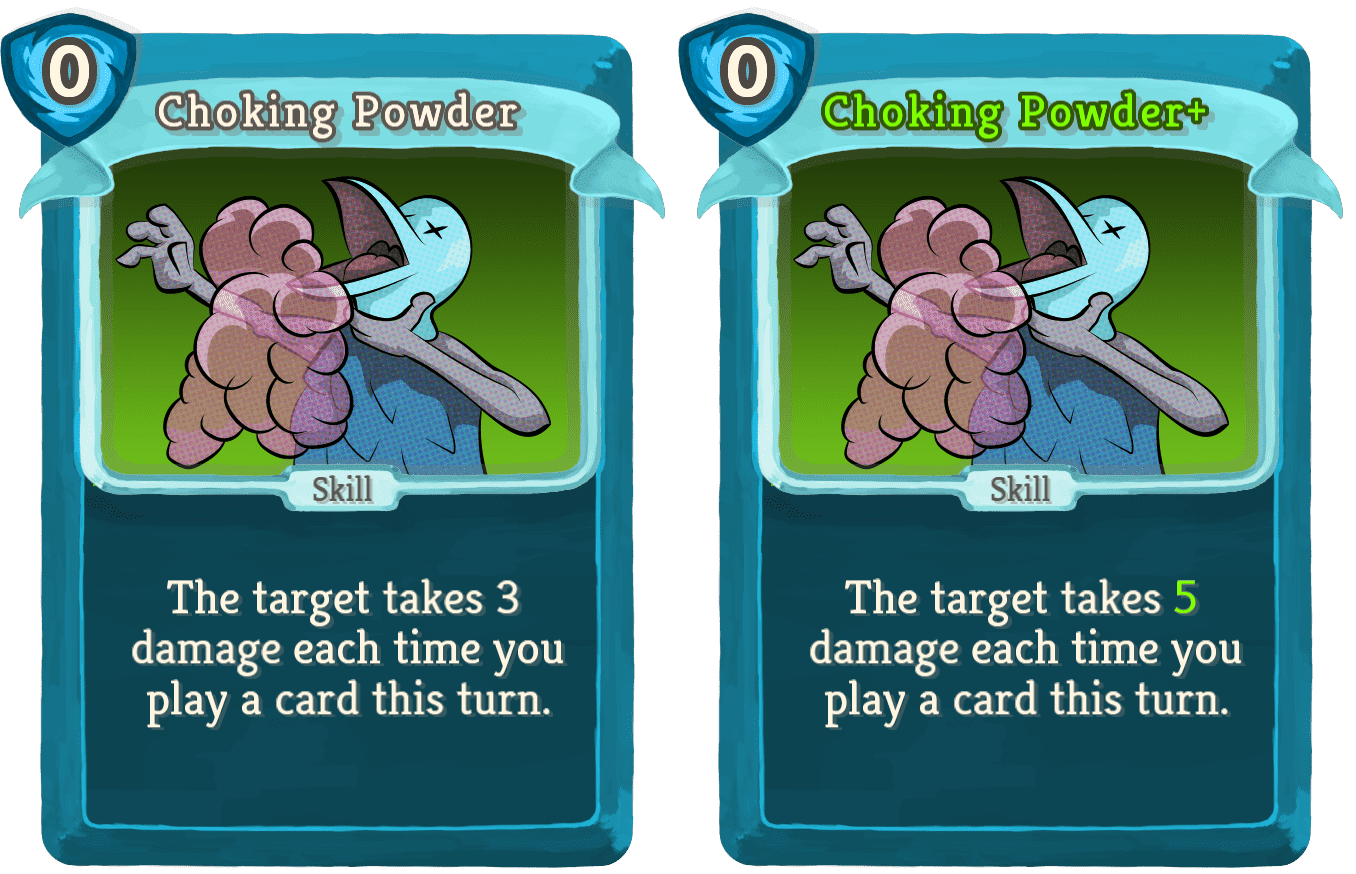 0
Choking Powder
Skill
The target takes 3
damage each time you
play a card this turn.
0
Choking Powder+
Skill
The target takes 5
damage each time you
play a card this turn.